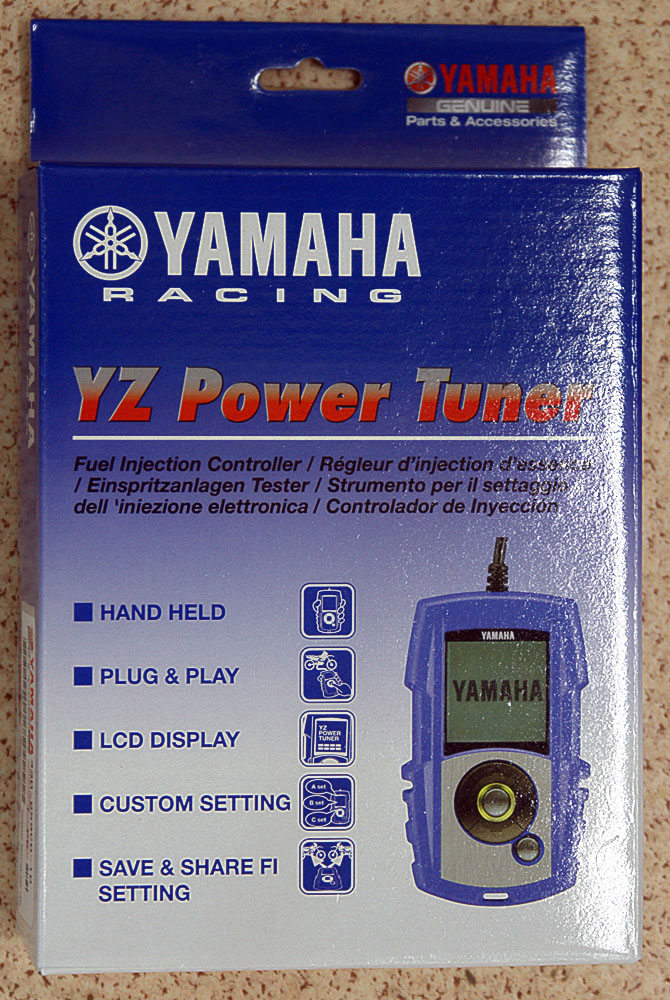 YAMAHA
GENUINE
Parts & Accessories
YAMAHA
RACING
YZ Power Tuner
Fuel Injection Controller / Régleur d'injection d'essence
/ Einspritzanlagen Tester / Strumento per il settaggio
dell 'iniezione elettronica / Controlador de Inyección
HAND HELD
PLUG & PLAY
LCD DISPLAY
CUSTOM SETTING
SAVE & SHARE FI
SETTING
YZ
POWER
TUNER
A set
B set
C set
YAMAHA
YAMAHA
YAMAHA
YAMAHA